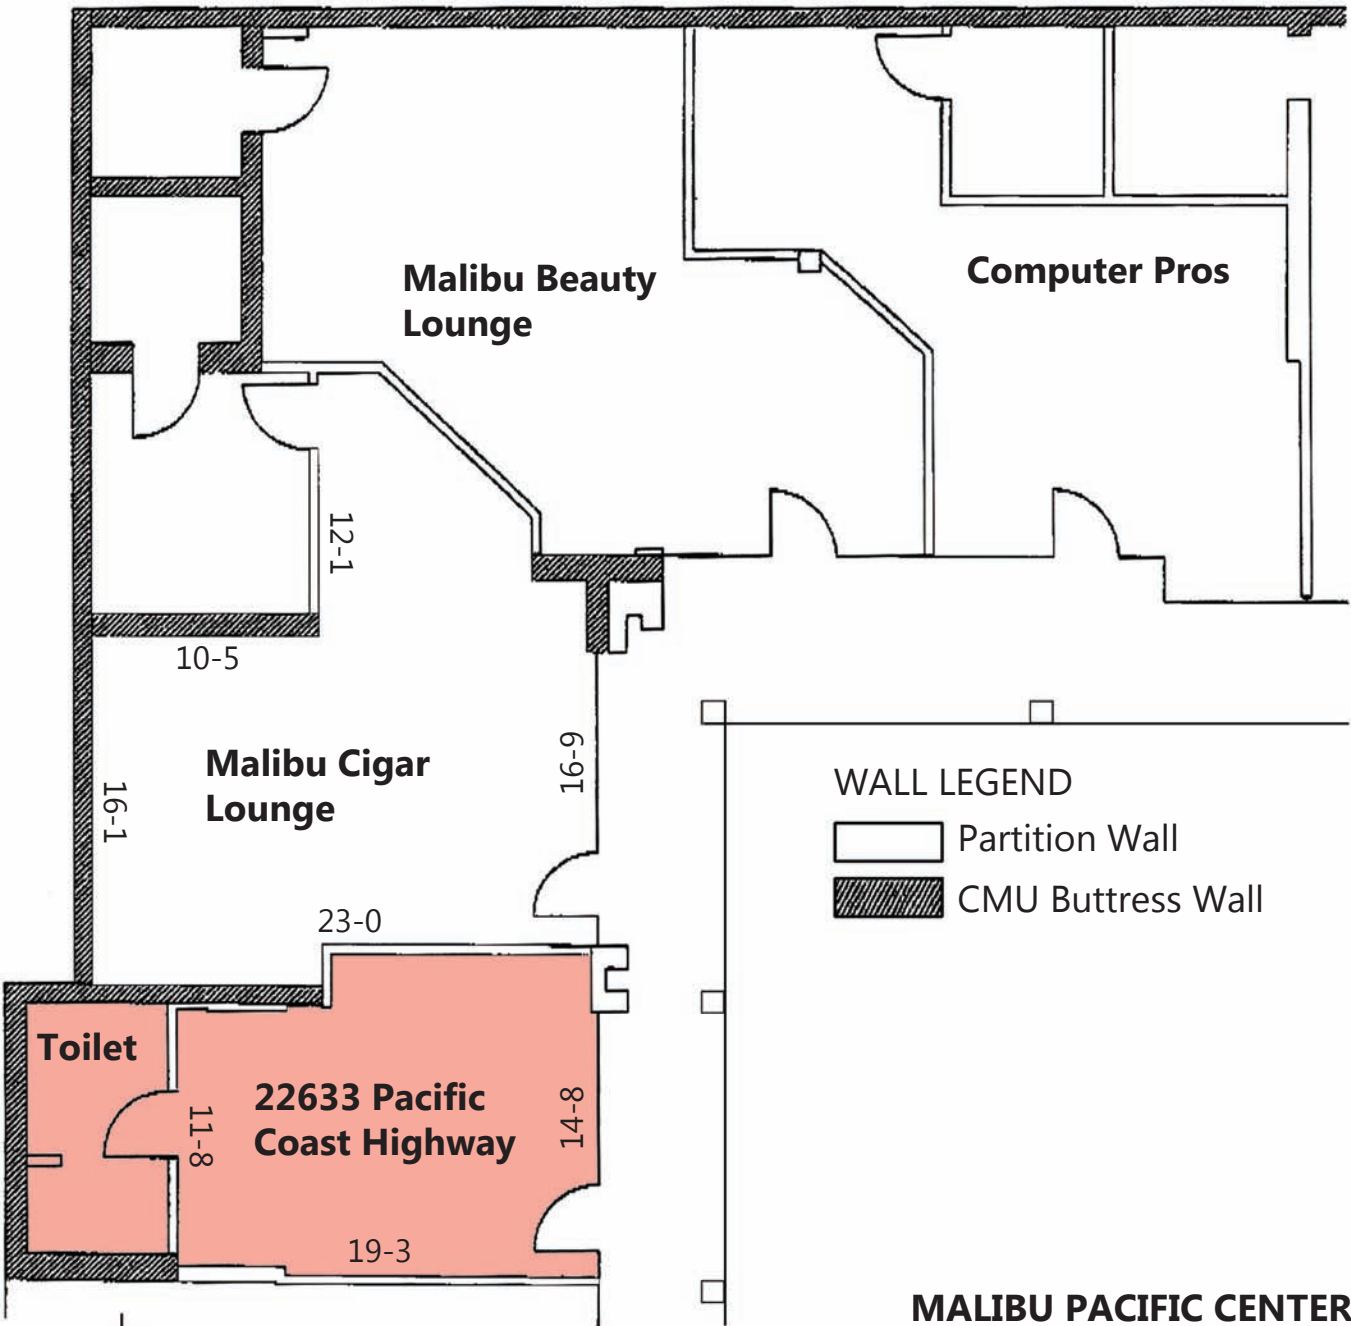 Malibu Beauty
Lounge
Computer Pros
12-1
10-5
Malibu Cigar
Lounge
16-9
16-1
23-0
WALL LEGEND
Partition Wall
CMU Buttress Wall
Toilet
22633 Pacific
Coast Highway
11-8
14-8
19-3
MALIBU PACIFIC CENTER